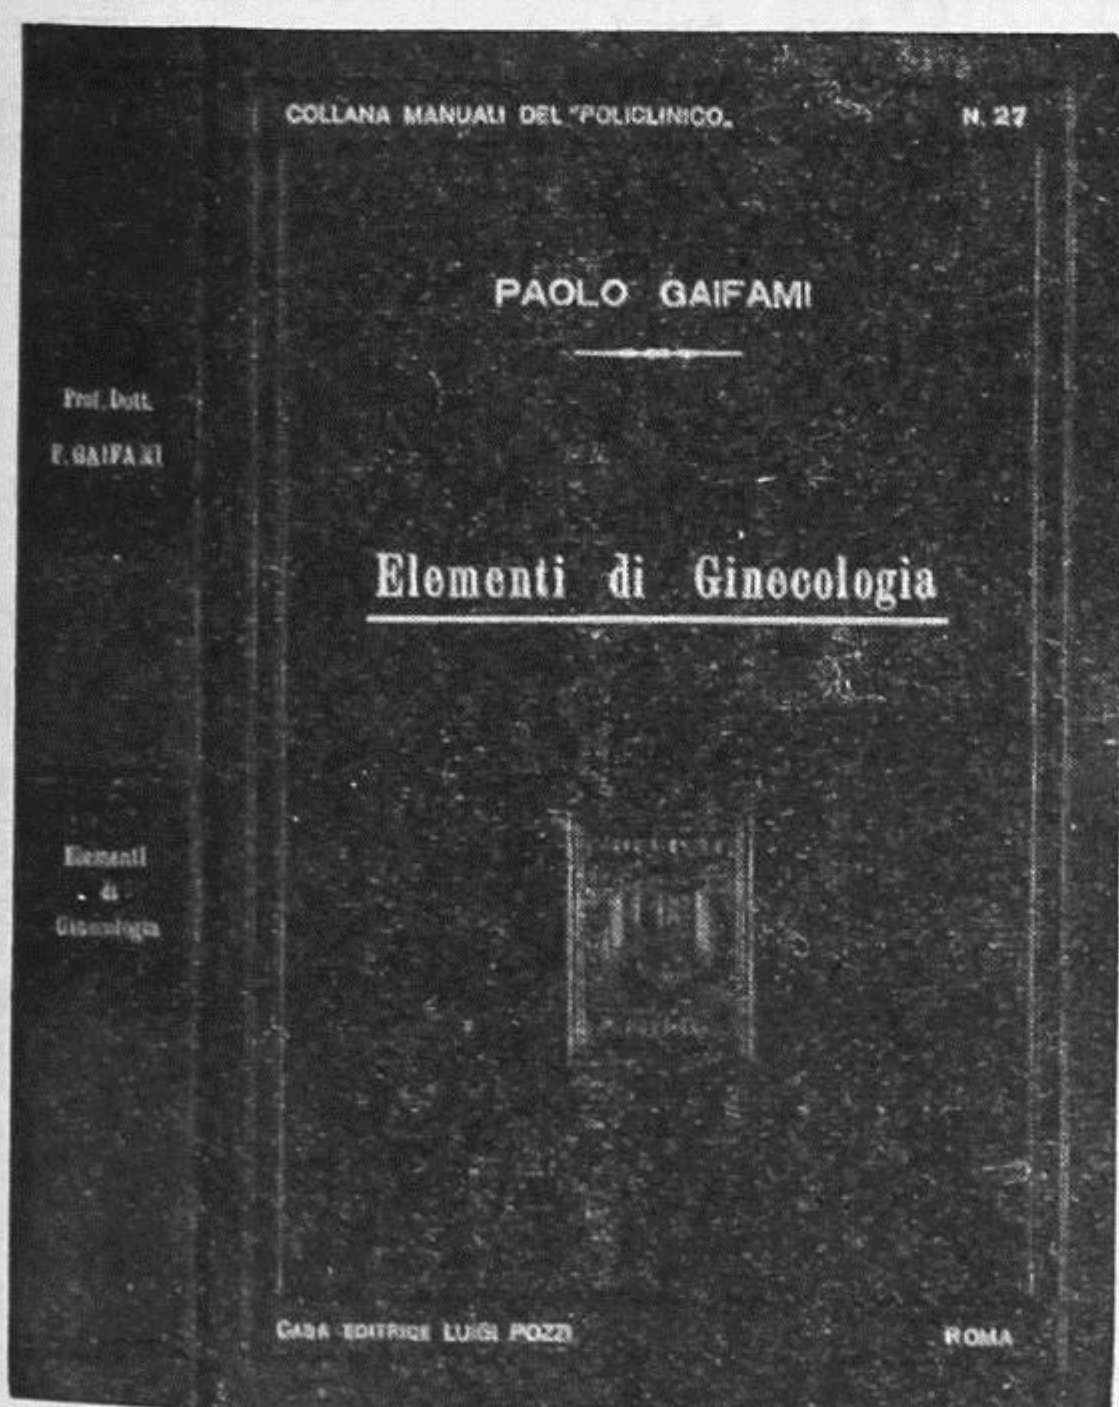 COLLANA MANUALI DEL "POLICLINICO„ N. 27
PAOLO GAIFAMI
Elementi di Ginecologia
CASA EDITRICE LUIGI POZZI ROMA
Prof. Dott.
P. GAIFAMI
Elementi
di
Ginecologia